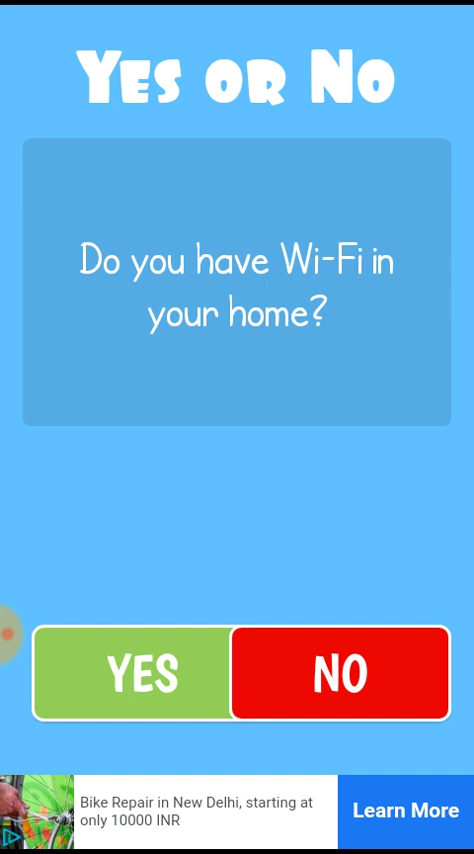 Yes or No
Do you have Wi-Fi in
your home?
YES
NO
Bike Repair in New Delhi, starting at
only 10000 INR
Learn More